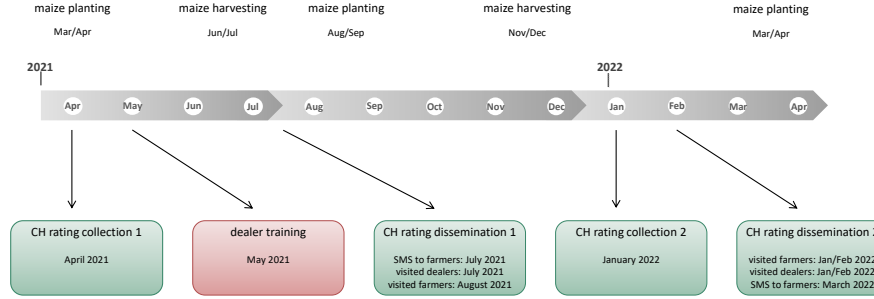 maize planting
Mar/Apr
maize harvesting
Jun/Jul
maize planting
Aug/Sep
maize harvesting
Nov/Dec
maize planting
Mar/Apr
2021
2022
Apr
May
Jun
Jul
Aug
Sep
Oct
Nov
Dec
Jan
Feb
Mar
Apr
CH rating collection 1
April 2021
dealer training
May 2021
CH rating dissemination 1
SMS to farmers: July 2021
visited dealers: July 2021
visited farmers: August 2021
CH rating collection 2
January 2022
CH rating dissemination
visited farmers: Jan/Feb 2022
visited dealers: Jan/Feb 2022
SMS to farmers: March 2022